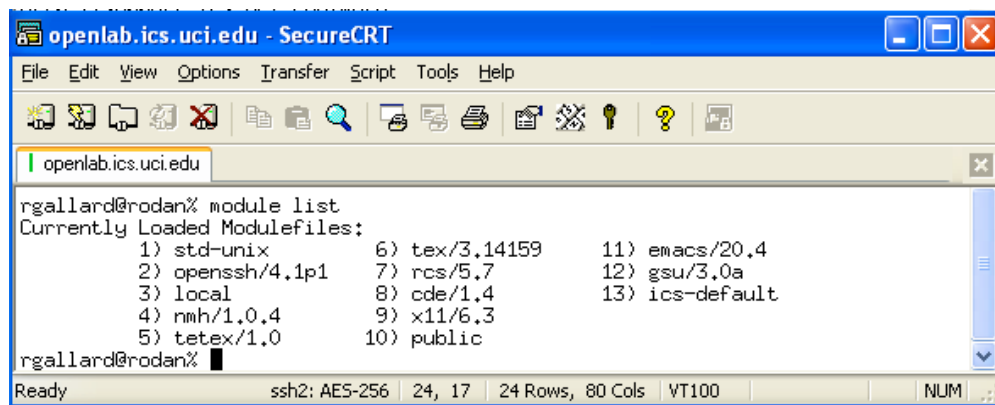 openlab.ics.uci.edu - SecureCRT
File Edit View Options Transfer Script Tools Help
openlab.ics.uci.edu
rgallard@rodan% module list
Currently Loaded Modulefiles:
1) std-unix 6) tex/3.14159 11) emacs/20.4
2) openssh/4.1p1 7) rcs/5.7 12) gsu/3.0a
3) local 8) cde/1.4 13) ics-default
4) nmh/1.0.4 9) x11/6.3
5) tetex/1.0 10) public
rgallard@rodan%
Ready ssh2: AES-256 24, 17 24 Rows, 80 Cols VT100 NUM